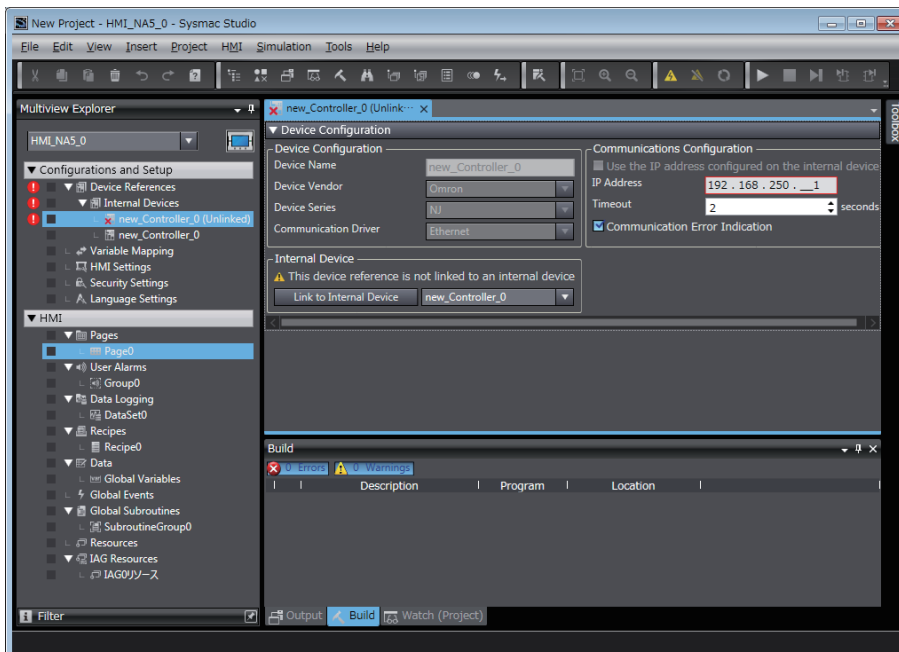 New Project - HMI_NA5_0 - Sysmac Studio
File Edit View Insert Project HMI Simulation Tools Help
Multiview Explorer
HMI_NA5_0
Configurations and Setup
Device References
Internal Devices
new_Controller_0 (Unlinked)
new_Controller_0
Variable Mapping
HMI Settings
Security Settings
Language Settings
HMI
Pages
Page0
User Alarms
Group0
Data Logging
DataSet0
Recipes
Recipe0
Data
Global Variables
Global Events
Global Subroutines
SubroutineGroup0
Resources
IAG Resources
IAG0リソース
Filter
new_Controller_0 (Unlink···
Device Configuration
Device Configuration
Device Name new_Controller_0
Device Vendor Omron
Device Series NJ
Communication Driver Ethernet
Communications Configuration
Use the IP address configured on the internal device
IP Address 192 . 168 . 250 . __1
Timeout 2 seconds
Communication Error Indication
Internal Device
This device reference is not linked to an internal device
Link to Internal Device new_Controller_0
Toolbox
Build
0 Errors 0 Warnings
Description Program Location
Output Build Watch (Project)